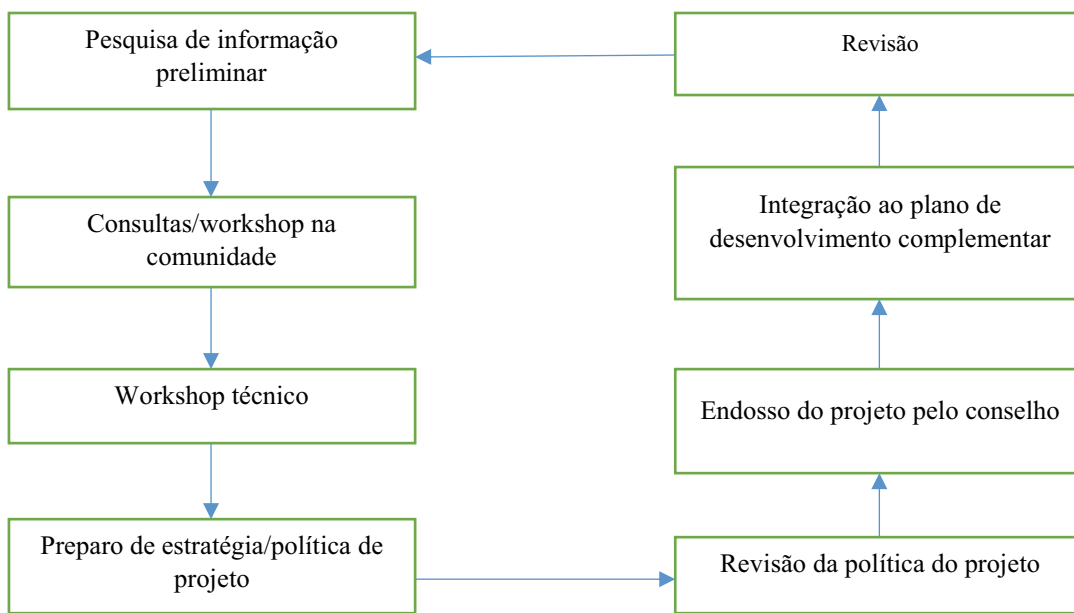 Pesquisa de informação
preliminar
Consultas/workshop na
comunidade
Workshop técnico
Preparo de estratégia/política de
projeto
Revisão da política do projeto
Endosso do projeto pelo conselho
Integração ao plano de
desenvolvimento complementar
Revisão